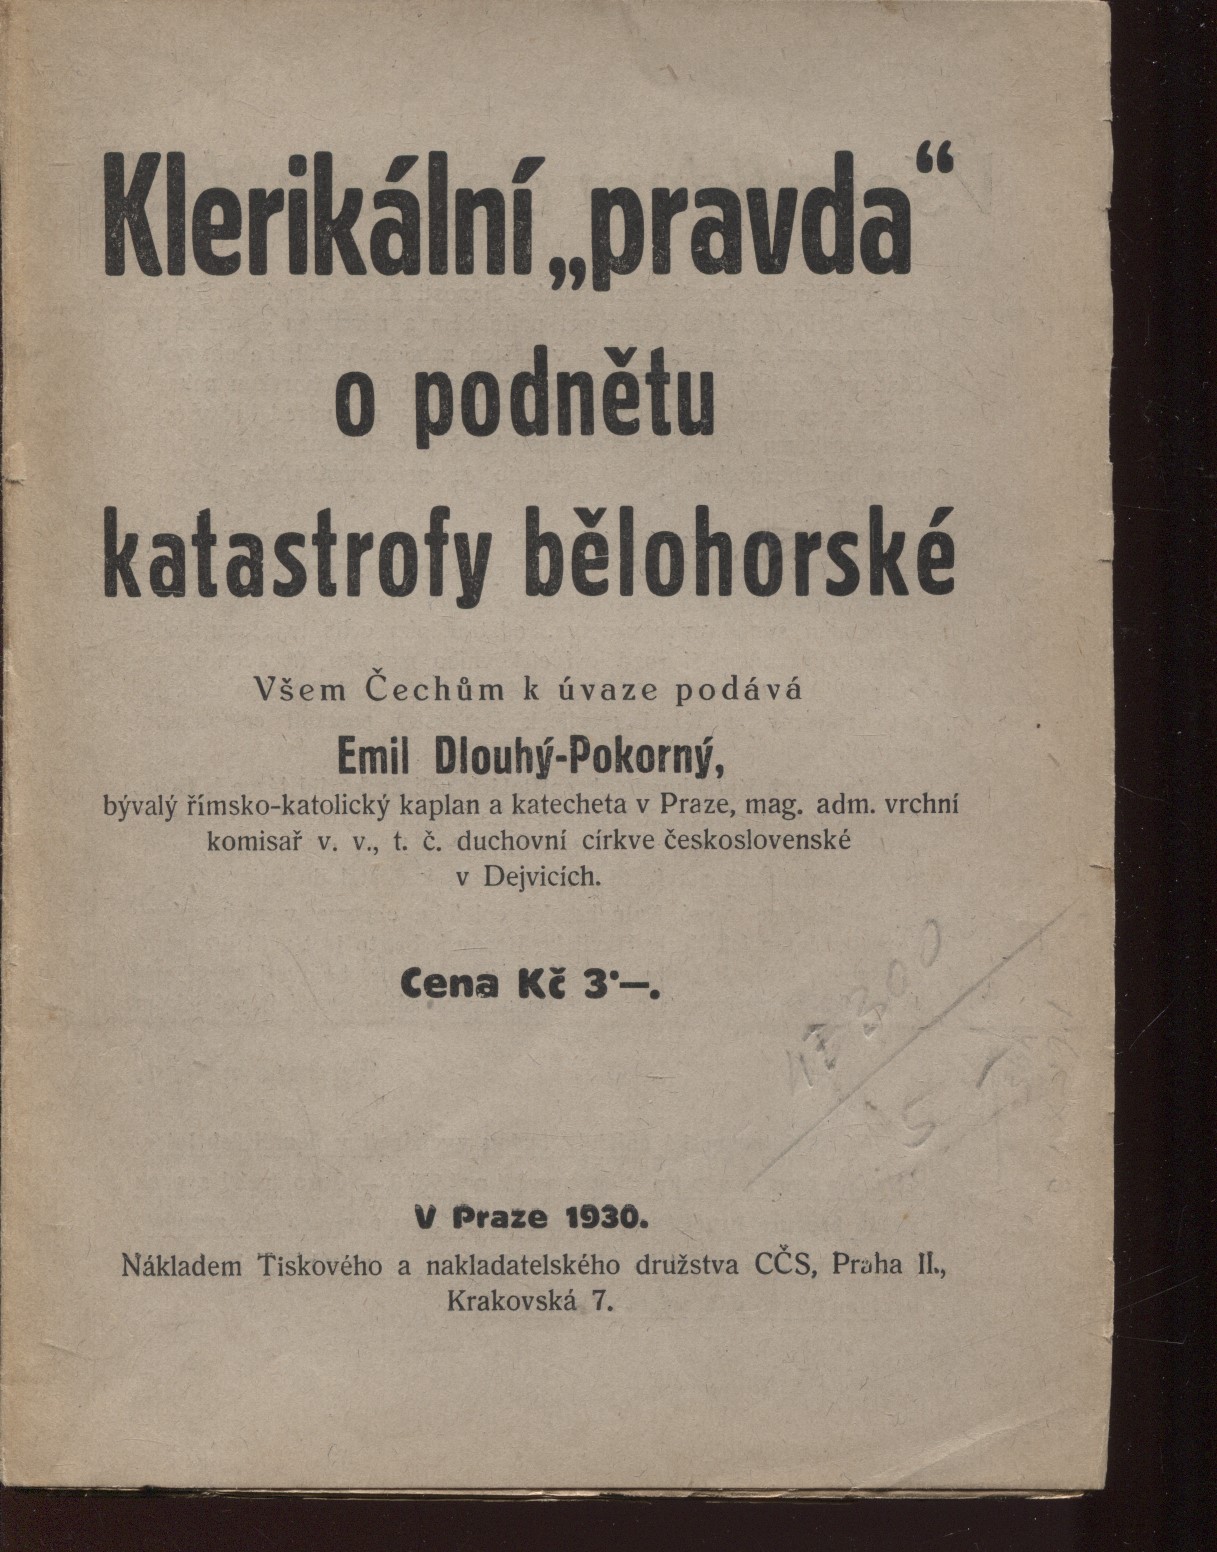 Klerikální „pravda“
o podnětu
katastrofy bělohorské
Všem Čechům k úvaze podává
Emil Dlouhý-Pokorný,
bývalý římsko-katolický kaplan a katecheta v Praze, mag. adm. vrchní
komisař v. v., t. č. duchovní církve československé
v Dejvicích.
Cena Kč 3·—.
V Praze 1930.
Nákladem Tiskového a nakladatelského družstva CČS, Praha II.,
Krakovská 7.